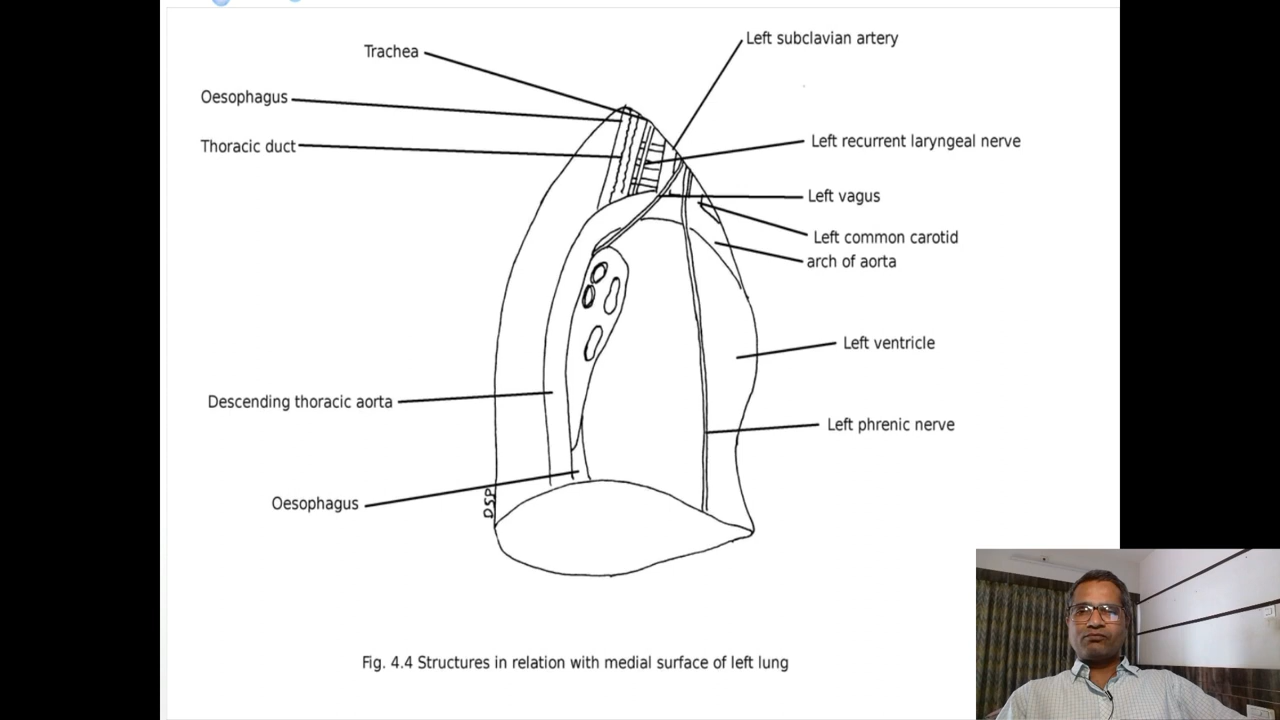 Left subclavian artery
Trachea
Oesophagus
Left recurrent laryngeal nerve
Thoracic duct
Left vagus
Left common carotid
arch of aorta
Left ventricle
Descending thoracic aorta
Left phrenic nerve
Oesophagus
DSP
Fig. 4.4 Structures in relation with medial surface of left lung